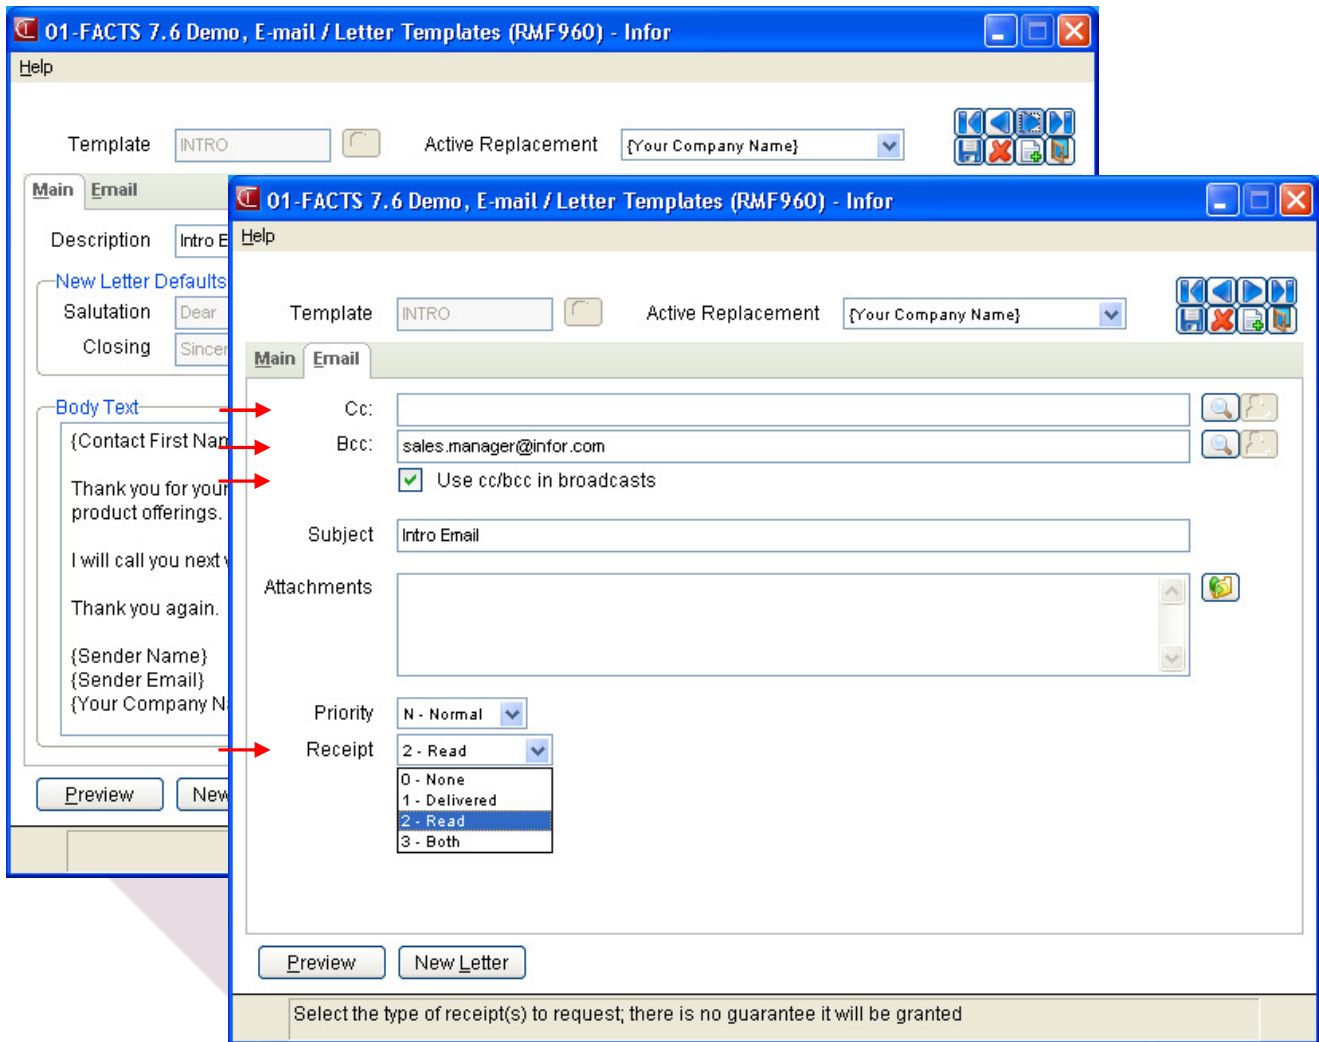 01-FACTS 7.6 Demo, E-mail / Letter Templates (RMF960) - Infor
Help
Template INTRO Active Replacement {Your Company Name}
Main Email
Description Intro E
New Letter Defaults
Salutation Dear
Closing Sincer
Body Text
{Contact First Nam
Thank you for your
product offerings.
I will call you next
Thank you again.
{Sender Name}
{Sender Email}
{Your Company N
Preview New
01-FACTS 7.6 Demo, E-mail / Letter Templates (RMF960) - Infor
Help
Template INTRO Active Replacement {Your Company Name}
Main Email
Cc:
Bcc: sales.manager@infor.com
Use cc/bcc in broadcasts
Subject Intro Email
Attachments
Priority N - Normal
Receipt 2 - Read
0 - None
1 - Delivered
2 - Read
3 - Both
Preview New Letter
Select the type of receipt(s) to request; there is no guarantee it will be granted